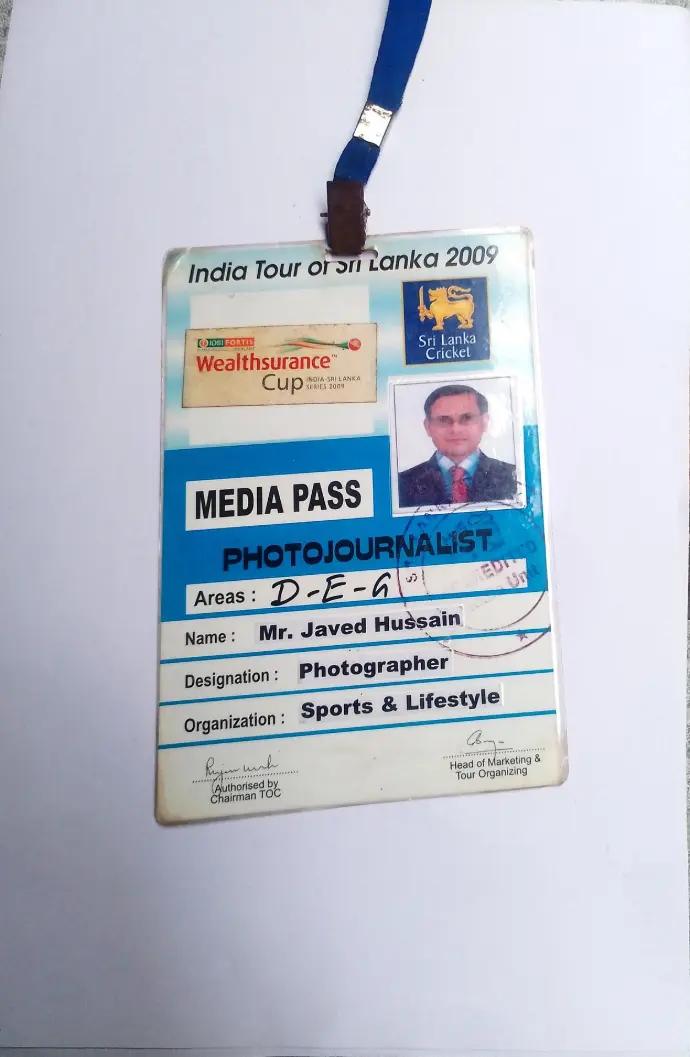 India Tour of Sri Lanka 2009
IDBI FORTIS
Wealthsurance™
Cup INDIA-SRI LANKA
SERIES 2009
Sri Lanka
Cricket
MEDIA PASS
PHOTOJOURNALIST
Areas : D-E-G
Name : Mr. Javed Hussain
Designation : Photographer
Organization : Sports & Lifestyle
Authorised by
Chairman TOC
Head of Marketing &
Tour Organizing